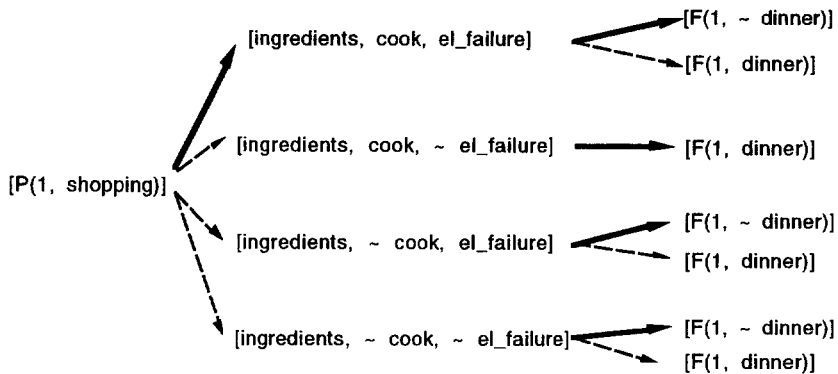 [F(1, ~ dinner)]
[ingredients, cook, el_failure]
[F(1, dinner)]
[ingredients, cook, ~ el_failure]
[F(1, dinner)]
[P(1, shopping)]
[F(1, ~ dinner)]
[ingredients, ~ cook, el_failure]
[F(1, dinner)]
[F(1, ~ dinner)]
[ingredients, ~ cook, ~ el_failure]
[F(1, dinner)]